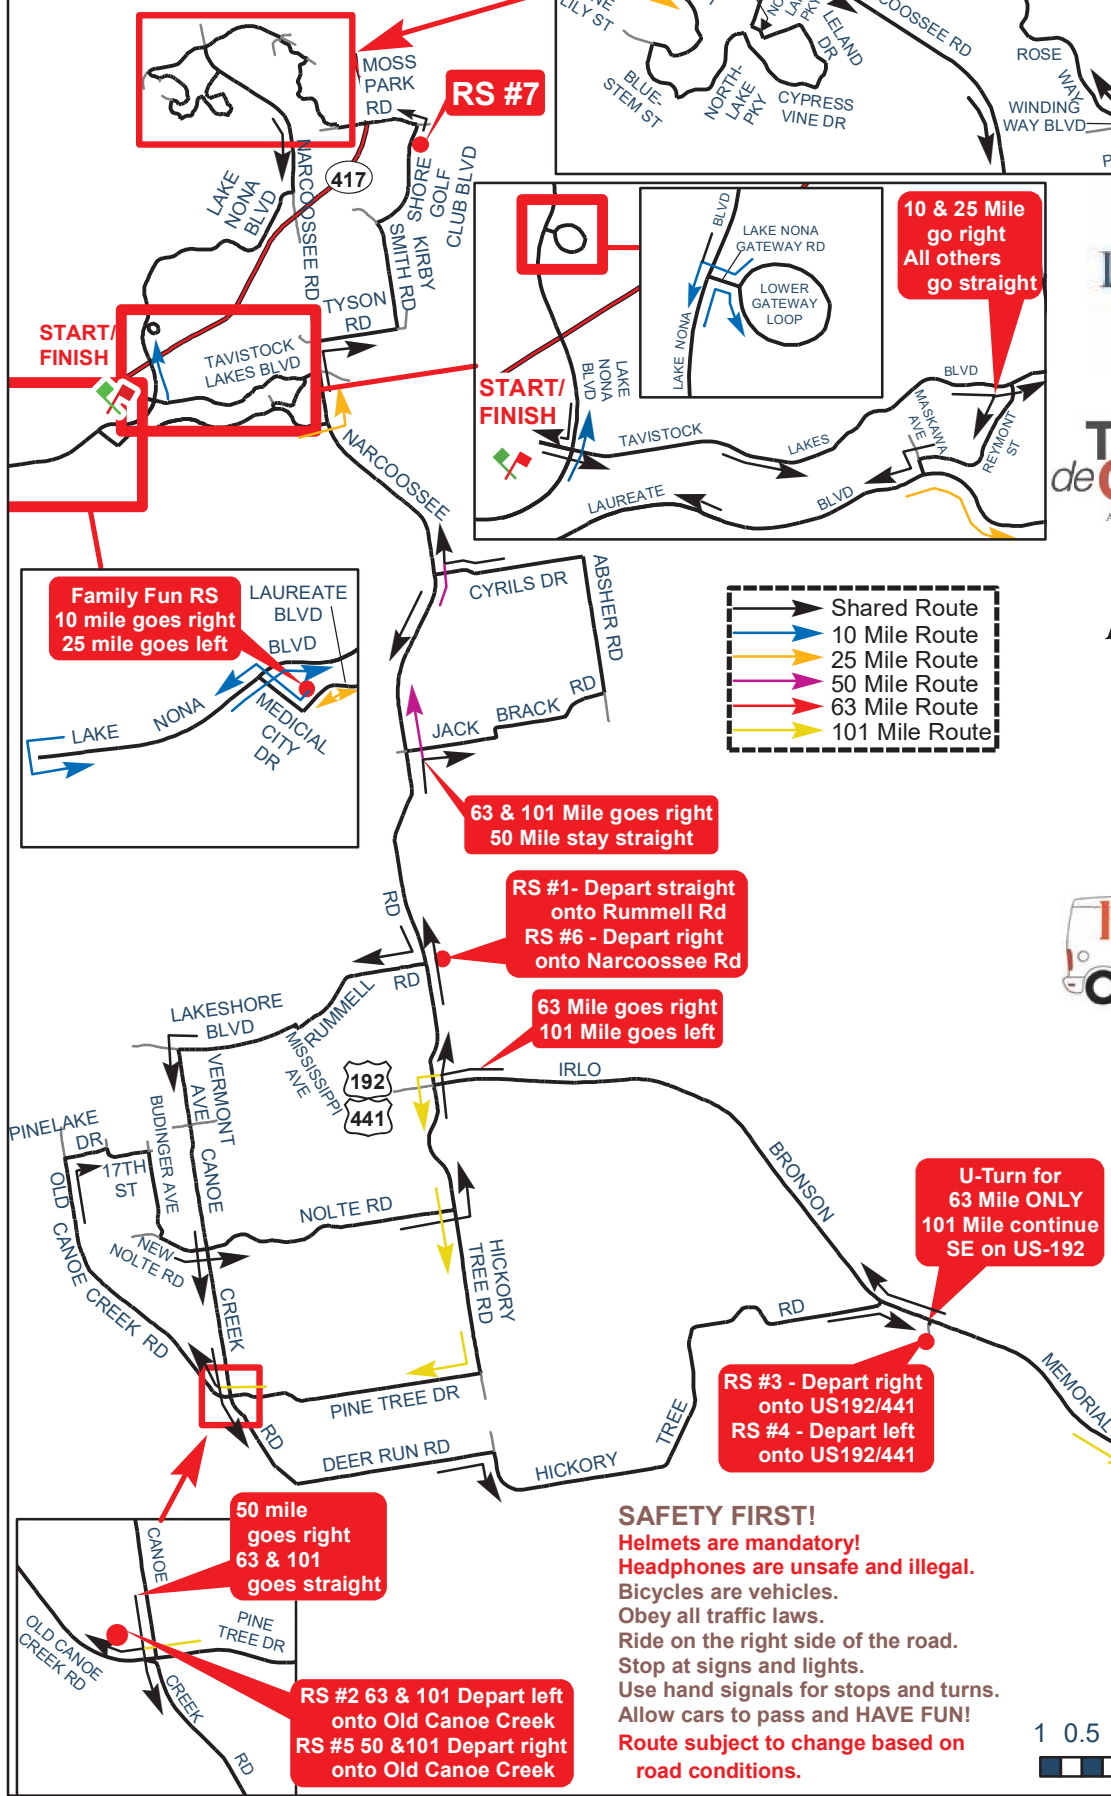 LILY ST
BLUE-
STEM ST
NORTH-
LAKE
PKY
CYPRESS
VINE DR
LELAND
DR
PKY
COOSSEE RD
ROSE
WAY
WINDING
WAY BLVD
MOSS
PARK
RD
RS #7
417
LAKE
NONA
BLVD
NARCOOSSEE RD
SHORE
GOLF
CLUB BLVD
KIRBY
SMITH RD
TYSON
RD
START/
FINISH
TAVISTOCK
LAKES BLVD
NARCOOSSEE
BLVD
LAKE NONA
GATEWAY RD
LOWER
GATEWAY
LOOP
LAKE NONA
10 & 25 Mile
go right
All others
go straight
START/
FINISH
LAKE
NONA
BLVD
TAVISTOCK
LAKES
BLVD
MASKAWA
AVE
REYMONT
ST
LAUREATE
BLVD
T
de
Family Fun RS
10 mile goes right
25 mile goes left
LAUREATE
BLVD
BLVD
LAKE
NONA
MEDICIAL
CITY
DR
CYRILS DR
ABSHER RD
JACK
BRACK
RD
Shared Route
10 Mile Route
25 Mile Route
50 Mile Route
63 Mile Route
101 Mile Route
63 & 101 Mile goes right
50 Mile stay straight
RD
RS #1- Depart straight
onto Rummell Rd
RS #6 - Depart right
onto Narcoossee Rd
LAKESHORE
BLVD
RUMMELL
RD
MISSISSIPPI
AVE
63 Mile goes right
101 Mile goes left
192
441
IRLO
BRONSON
MEMORIAL
PINELAKE
DR
17TH
ST
BUDINGER AVE
VERMONT
AVE
CANOE
CREEK
RD
OLD
CANOE
CREEK RD
NEW
NOLTE RD
NOLTE RD
HICKORY
TREE RD
U-Turn for
63 Mile ONLY
101 Mile continue
SE on US-192
PINE TREE DR
DEER RUN RD
HICKORY
TREE
RD
RS #3 - Depart right
onto US192/441
RS #4 - Depart left
onto US192/441
50 mile
goes right
63 & 101
goes straight
CANOE
OLD CANOE
CREEK RD
PINE
TREE DR
CREEK
RD
RS #2 63 & 101 Depart left
onto Old Canoe Creek
RS #5 50 &101 Depart right
onto Old Canoe Creek
SAFETY FIRST!
Helmets are mandatory!
Headphones are unsafe and illegal.
Bicycles are vehicles.
Obey all traffic laws.
Ride on the right side of the road.
Stop at signs and lights.
Use hand signals for stops and turns.
Allow cars to pass and HAVE FUN!
Route subject to change based on
road conditions.
1 0.5